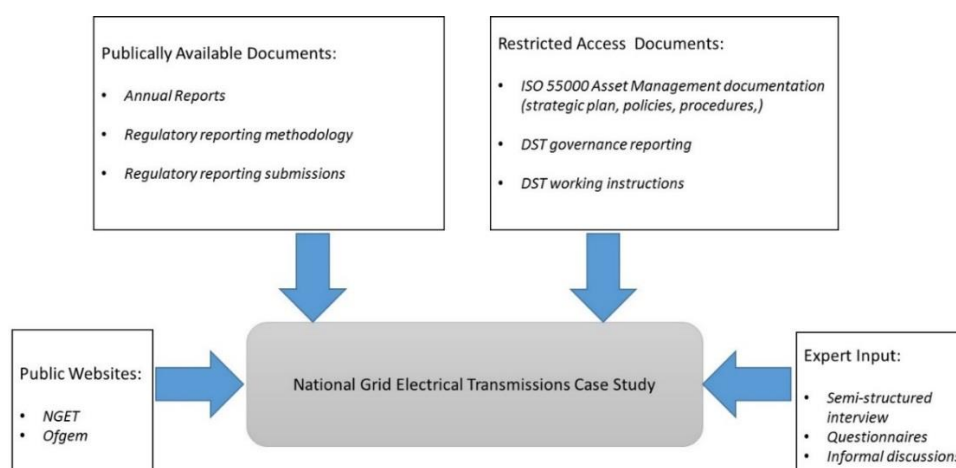 Publically Available Documents:
• Annual Reports
• Regulatory reporting methodology
• Regulatory reporting submissions
Restricted Access Documents:
• ISO 55000 Asset Management documentation
(strategic plan, policies, procedures,)
• DST governance reporting
• DST working instructions
Public Websites:
• NGET
• Ofgem
National Grid Electrical Transmissions Case Study
Expert Input:
• Semi-structured
interview
• Questionnaires
• Informal discussions